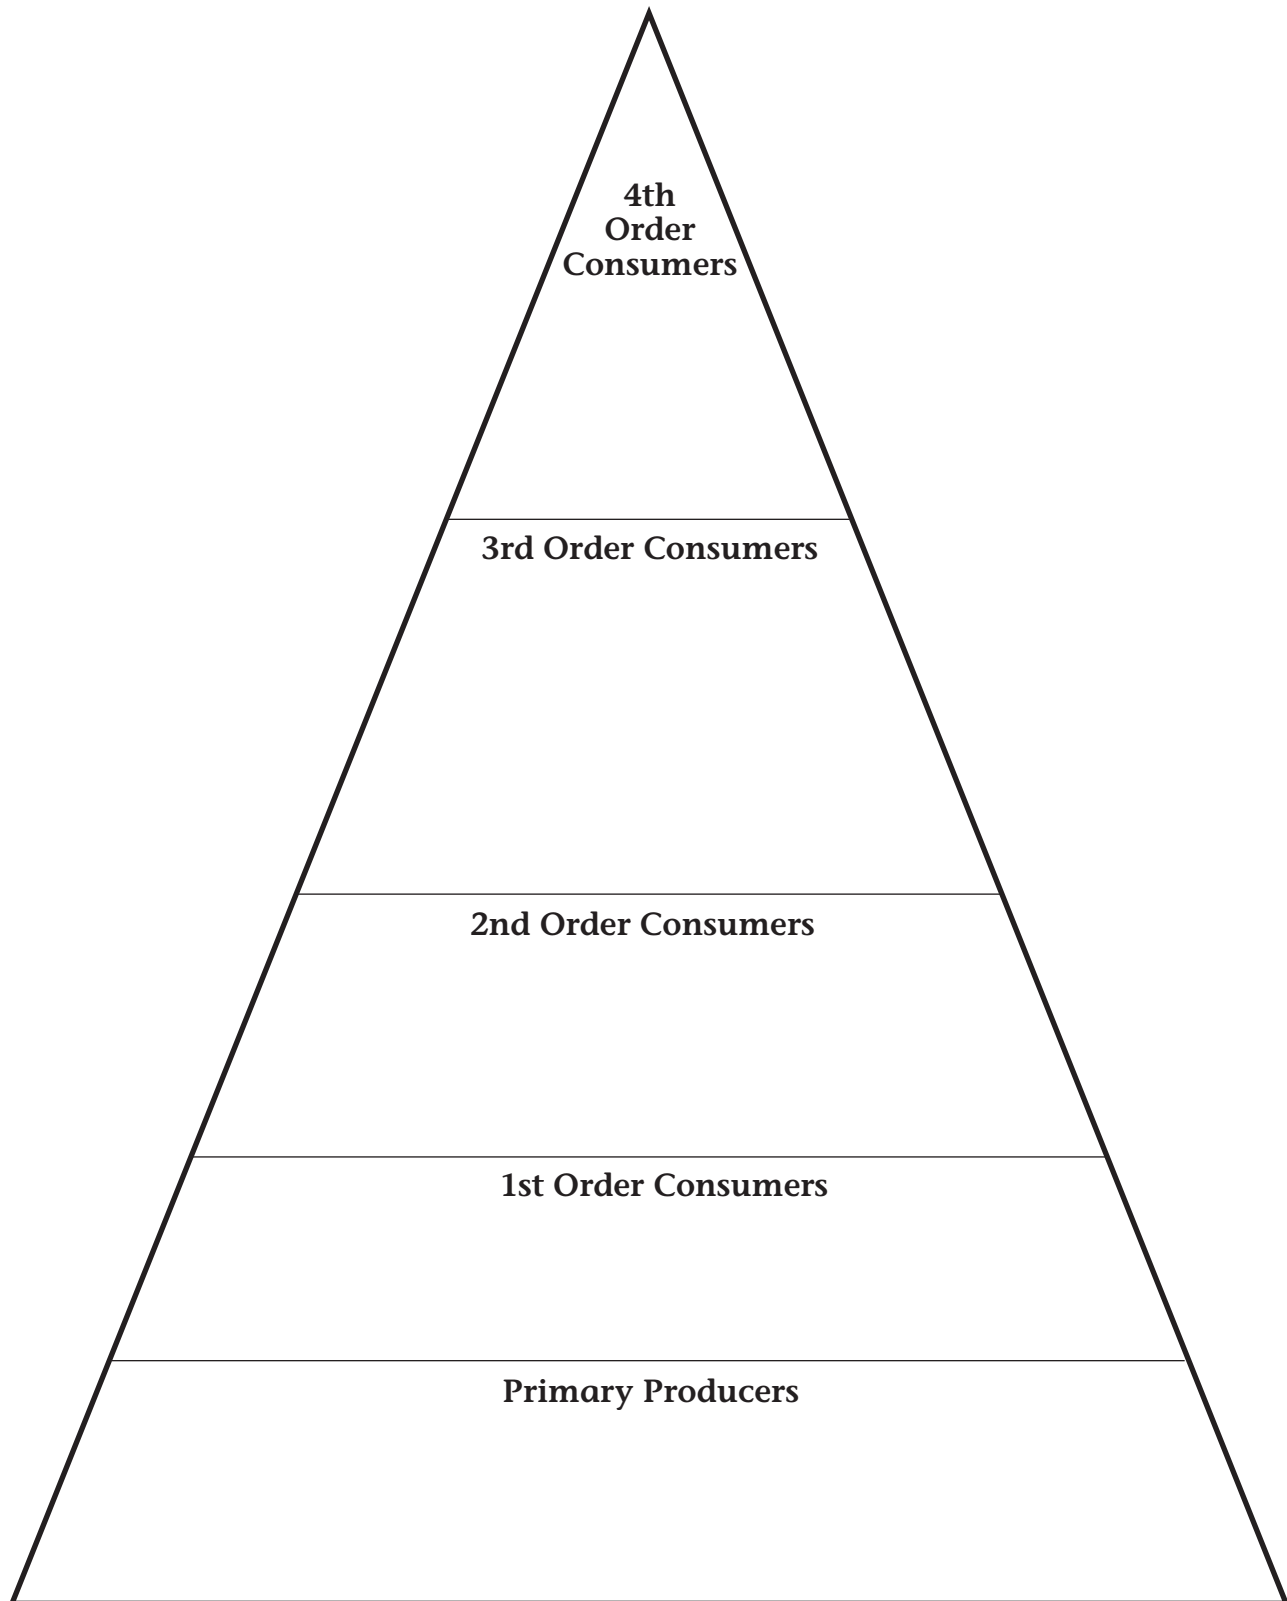 4th
Order
Consumers
3rd Order Consumers
2nd Order Consumers
1st Order Consumers
Primary Producers